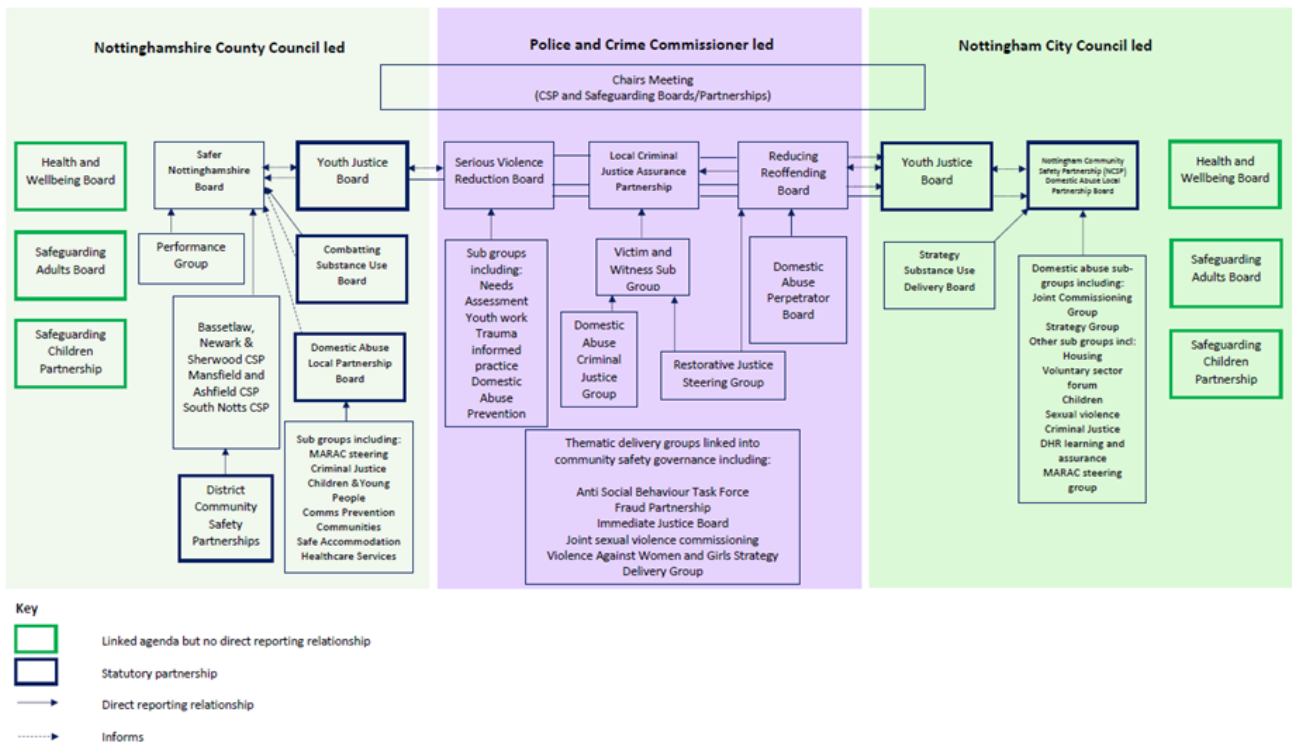 Nottinghamshire County Council led
Police and Crime Commissioner led
Nottingham City Council led
Chairs Meeting
(CSP and Safeguarding Boards/Partnerships)
Health and
Wellbeing Board
Safer
Nottinghamshire
Board
Youth Justice
Board
Serious Violence
Reduction Board
Local Criminal
Justice Assurance
Partnership
Reducing
Reoffending
Board
Youth Justice
Board
Nottingham Community
Safety Partnership (NCSP)
Domestic Abuse Local
Partnership Board
Health and
Wellbeing Board
Safeguarding
Adults Board
Performance
Group
Combatting
Substance Use
Board
Sub groups
including:
Needs
Assessment
Youth work
Trauma
informed
practice
Domestic
Abuse
Prevention
Victim and
Witness Sub
Group
Domestic
Abuse
Perpetrator
Board
Strategy
Substance Use
Delivery Board
Domestic abuse sub-
groups including:
Joint Commissioning
Group
Strategy Group
Other sub groups incl:
Housing
Voluntary sector
forum
Children
Sexual violence
Criminal Justice
DHR learning and
assurance
MARAC steering
group
Safeguarding
Adults Board
Safeguarding
Children
Partnership
Bassetlaw,
Newark &
Sherwood CSP
Mansfield and
Ashfield CSP
South Notts CSP
Domestic Abuse
Local Partnership
Board
Domestic
Abuse
Criminal
Justice
Group
Restorative Justice
Steering Group
Safeguarding
Children
Partnership
District
Community
Safety
Partnerships
Sub groups including:
MARAC steering
Criminal Justice
Children &Young
People
Comms Prevention
Communities
Safe Accommodation
Healthcare Services
Thematic delivery groups linked into
community safety governance including:
Anti Social Behaviour Task Force
Fraud Partnership
Immediate Justice Board
Joint sexual violence commissioning
Violence Against Women and Girls Strategy
Delivery Group
Key
Linked agenda but no direct reporting relationship
Statutory partnership
Direct reporting relationship
Informs